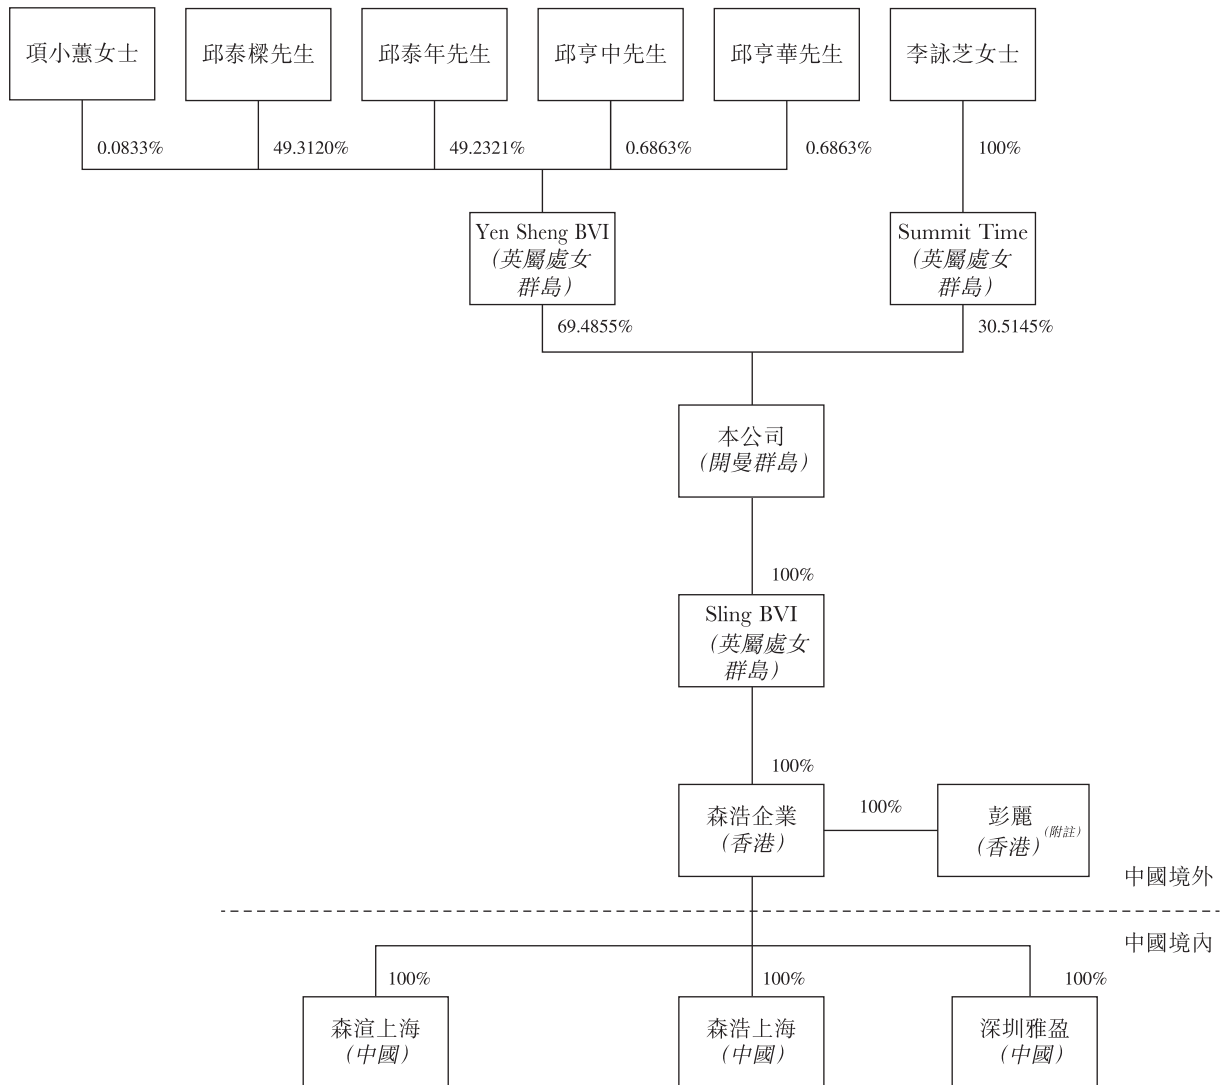 項小蕙女士
邱泰樑先生
邱泰年先生
邱亨中先生
邱亨華先生
李詠芝女士
0.0833%
49.3120%
49.2321%
0.6863%
0.6863%
100%
Yen Sheng BVI
(英屬處女
群島)
Summit Time
(英屬處女
群島)
69.4855%
30.5145%
本公司
(開曼群島)
100%
Sling BVI
(英屬處女
群島)
100%
森浩企業
(香港)
100%
彭麗
(香港)(附註)
中國境外
中國境內
100%
100%
100%
森渲上海
(中國)
森浩上海
(中國)
深圳雅盈
(中國)